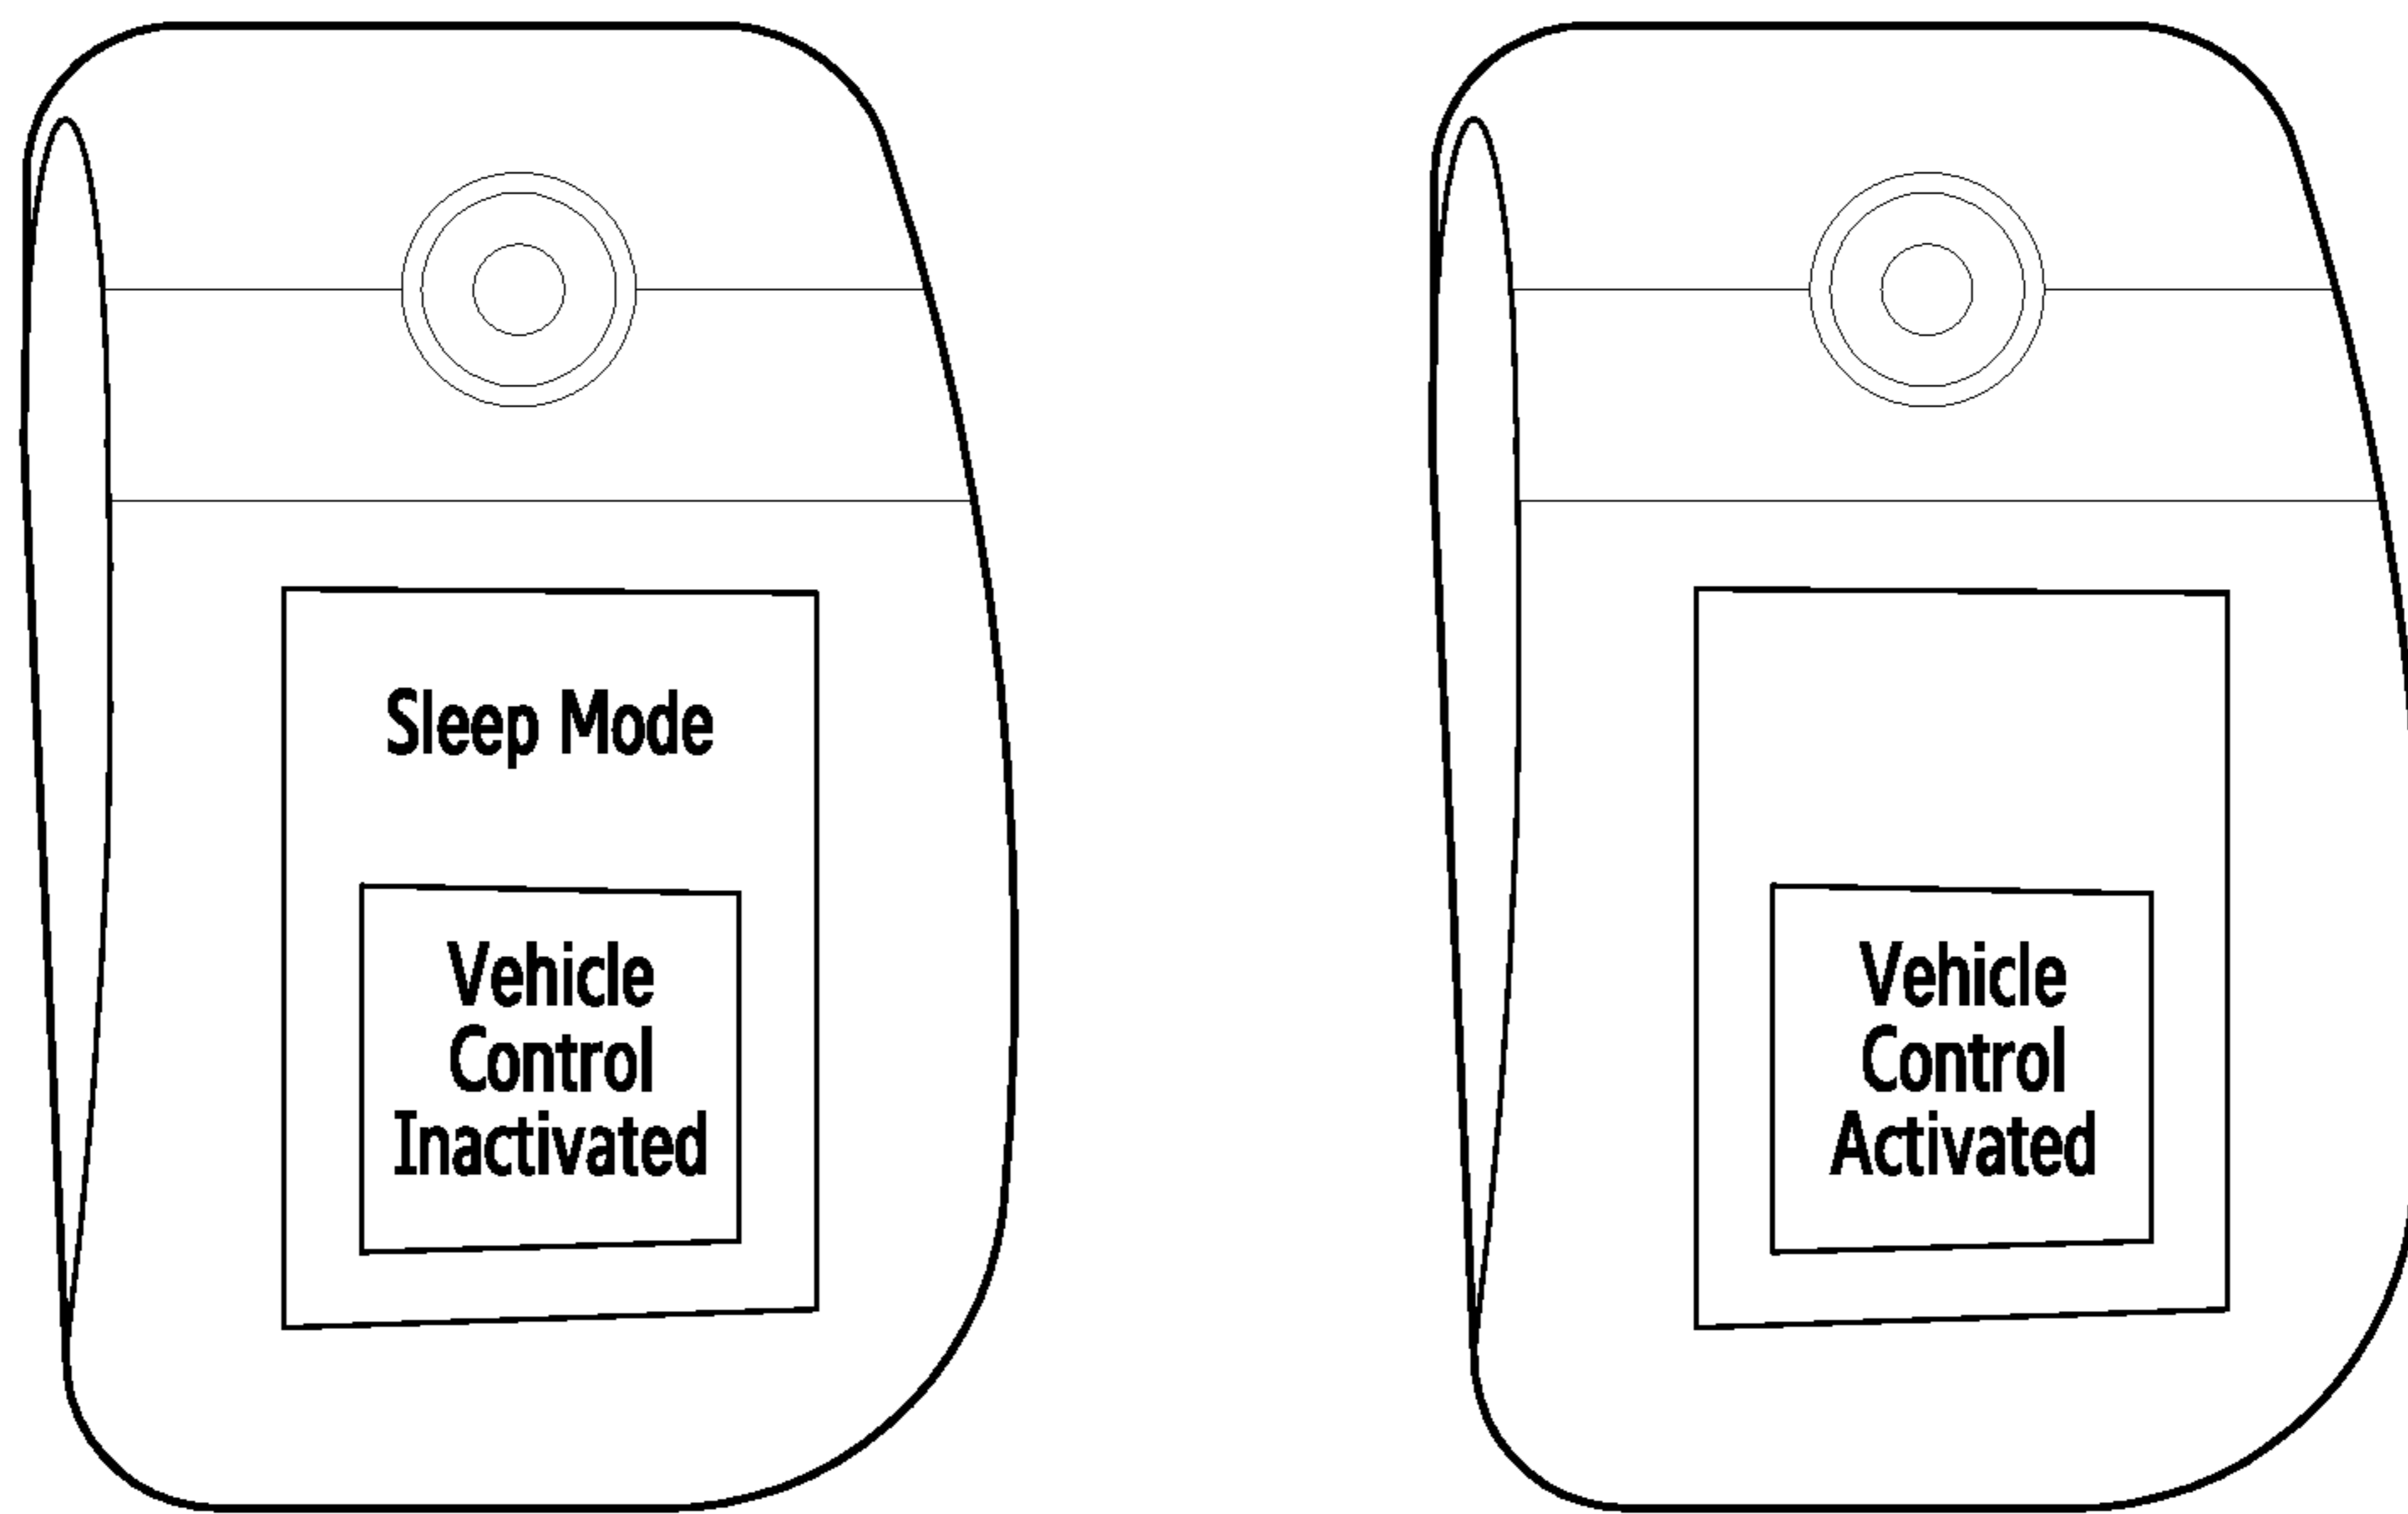 Sleep Mode
Vehicle
Control
Inactivated
Vehicle
Control
Activated